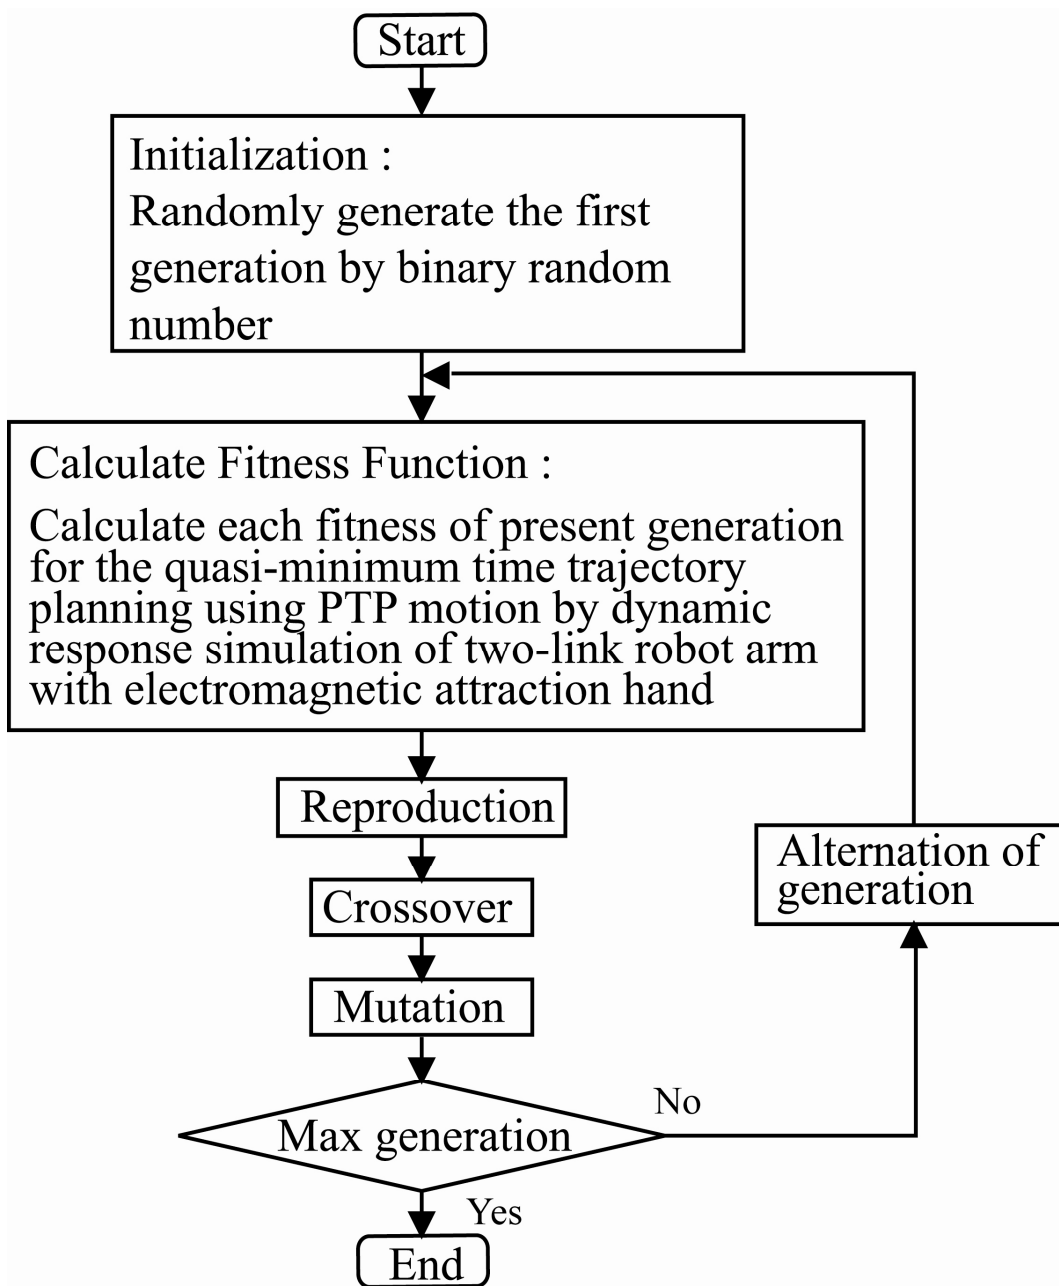 Start
Initialization :
Randomly generate the first
generation by binary random
number
Calculate Fitness Function :
Calculate each fitness of present generation
for the quasi-minimum time trajectory
planning using PTP motion by dynamic
response simulation of two-link robot arm
with electromagnetic attraction hand
Reproduction
Alternation of
generation
Crossover
Mutation
No
Max generation
Yes
End